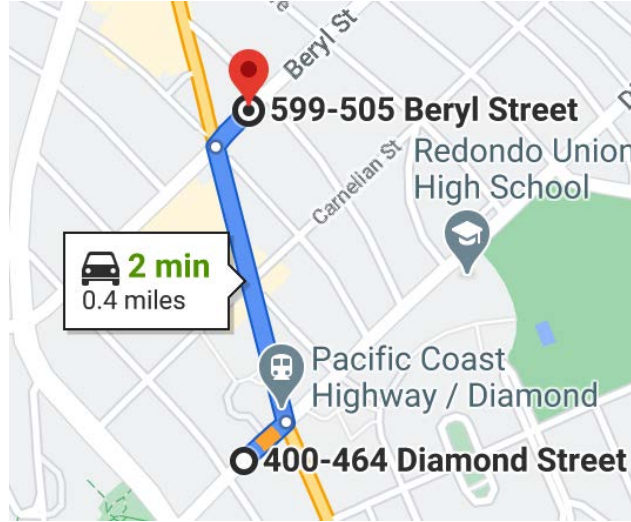 Beryl St
599-505 Beryl Street
Carnelian St
Redondo Union
High School
2 min
0.4 miles
Pacific Coast
Highway / Diamond
400-464 Diamond Street